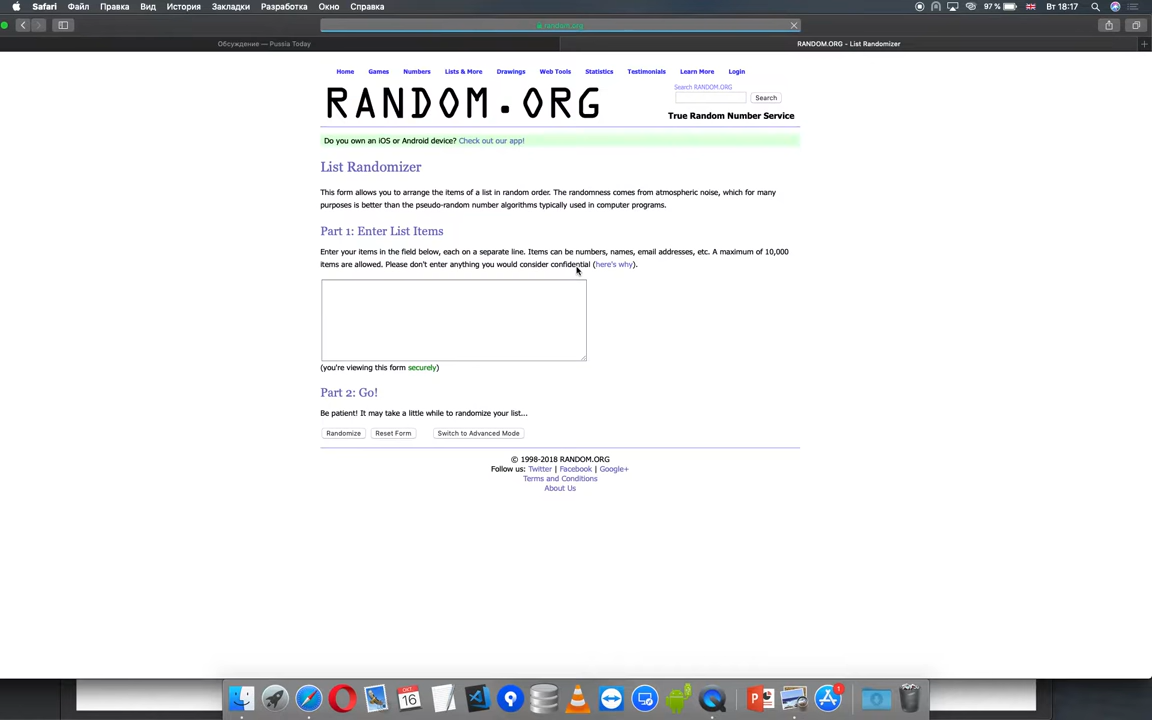 Safari Файл Правка Вид История Закладки Разработка Окно Справка 97 % Вт 18:17
random.org
Обсуждение — Pussia Today RANDOM.ORG - List Randomizer
Home Games Numbers Lists & More Drawings Web Tools Statistics Testimonials Learn More Login
Search RANDOM.ORG
RANDOM.ORG
Search
True Random Number Service
Do you own an iOS or Android device? Check out our app!
List Randomizer
This form allows you to arrange the items of a list in random order. The randomness comes from atmospheric noise, which for many
purposes is better than the pseudo-random number algorithms typically used in computer programs.
Part 1: Enter List Items
Enter your items in the field below, each on a separate line. Items can be numbers, names, email addresses, etc. A maximum of 10,000
items are allowed. Please don't enter anything you would consider confidential (here's why).
(you're viewing this form securely)
Part 2: Go!
Be patient! It may take a little while to randomize your list...
Randomize Reset Form Switch to Advanced Mode
© 1998-2018 RANDOM.ORG
Follow us: Twitter | Facebook | Google+
Terms and Conditions
About Us
ОКТ
16
1